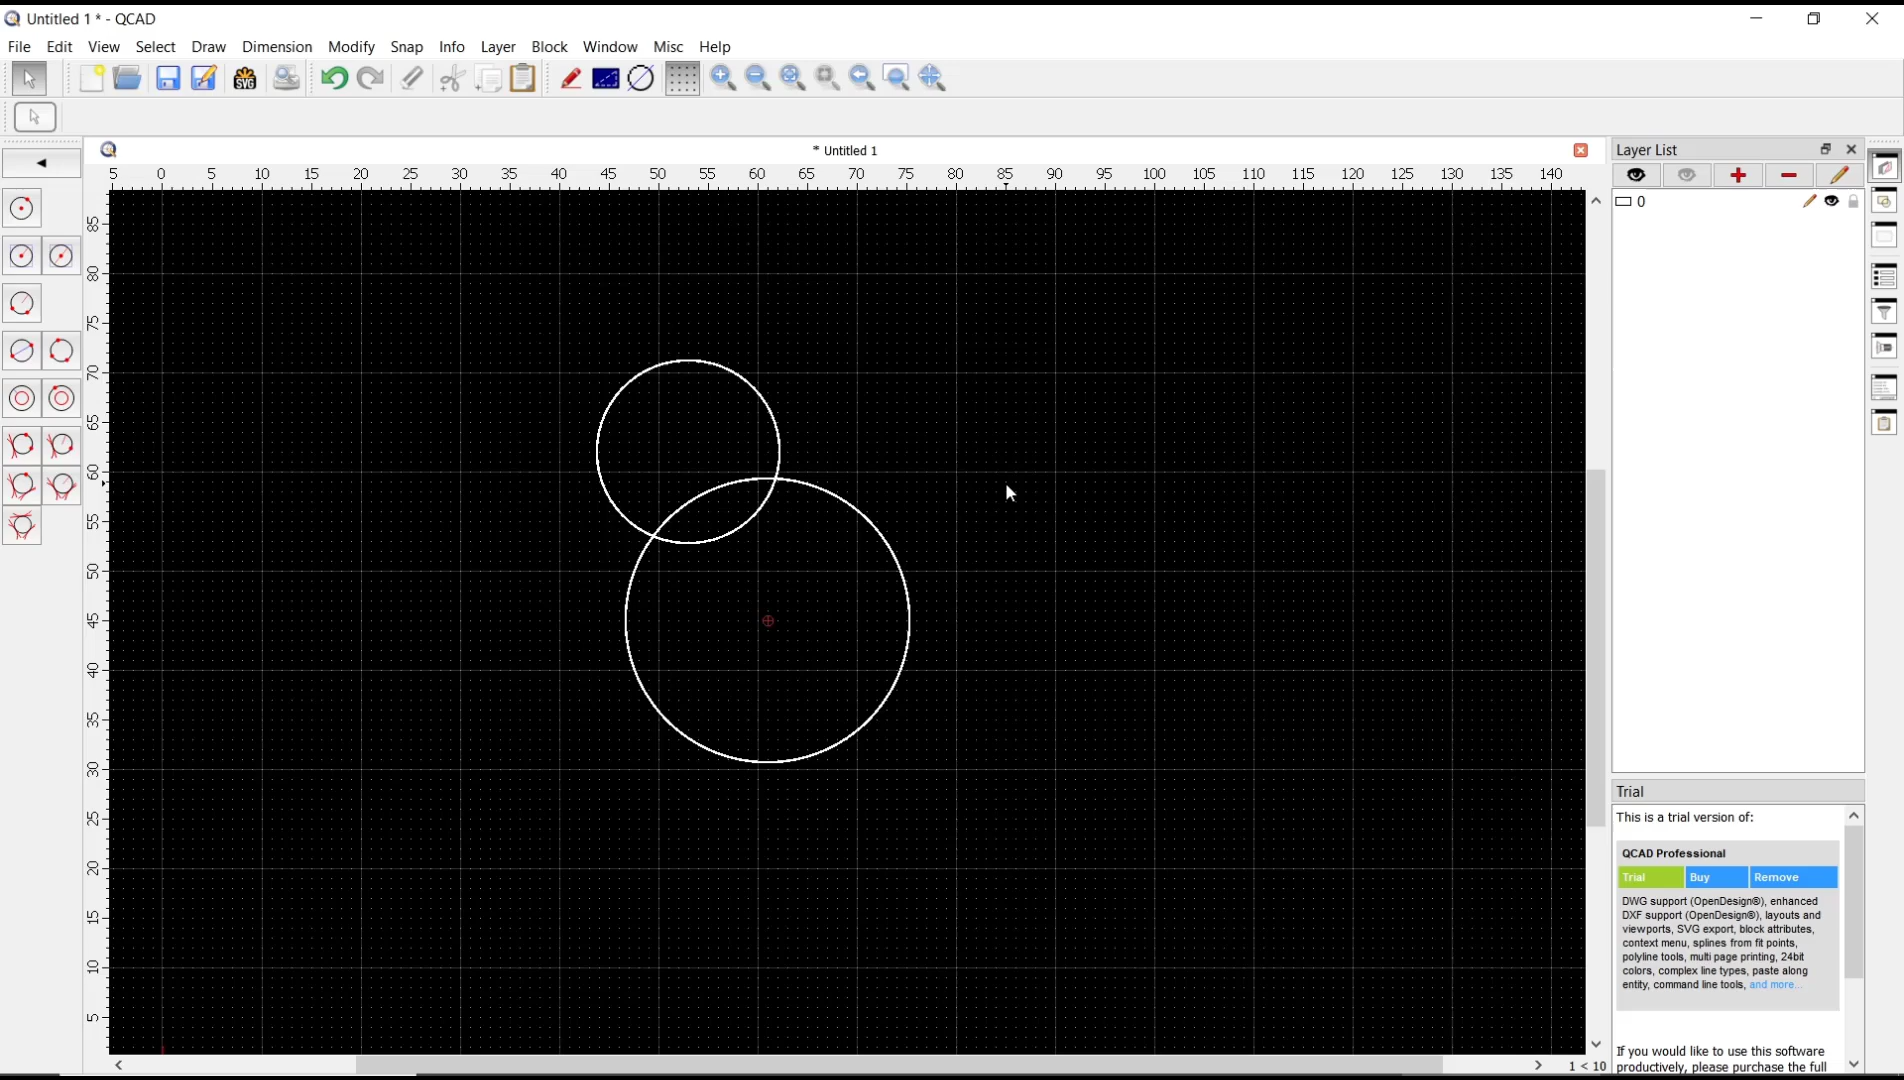 Untitled 1 * - QCAD
File Edit View Select Draw Dimension Modify Snap Info Layer Block Window Misc Help
SVG
* Untitled 1
Layer List
5 0 5 10 15 20 25 30 35 40 45 50 55 60 65 70 75 80 85 90 95 100 105 110 115 120 125 130 135 140
0
85
80
75
70
65
60
55
50
45
40
35
30
25
20
15
10
5
1 < 10
Trial
This is a trial version of:
QCAD Professional
Trial Buy Remove
DWG support (OpenDesign®), enhanced
DXF support (OpenDesign®), layouts and
viewports, SVG export, block attributes,
context menu, splines from fit points,
polyline tools, multi page printing, 24bit
colors, complex line types, paste along
entity, command line tools, and more...
If you would like to use this software
productively, please purchase the full